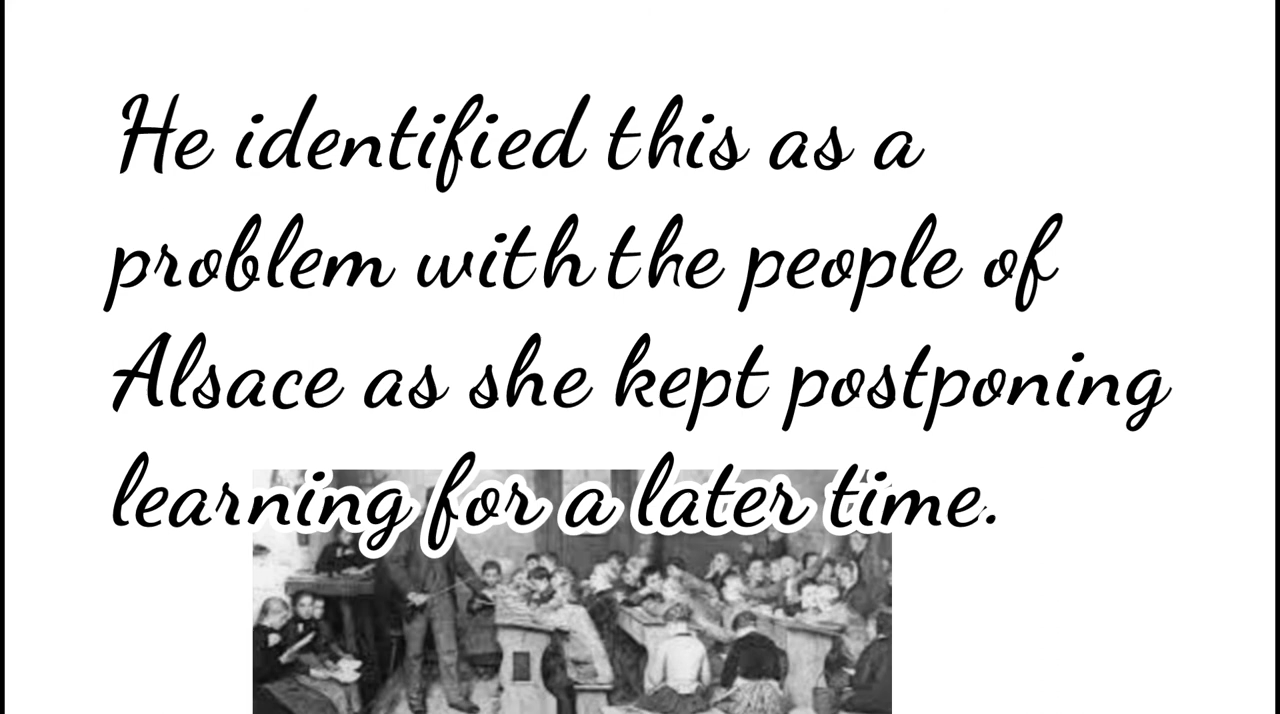 He identified this as a
problem with the people of
Alsace as she kept postponing
learning for a later time.